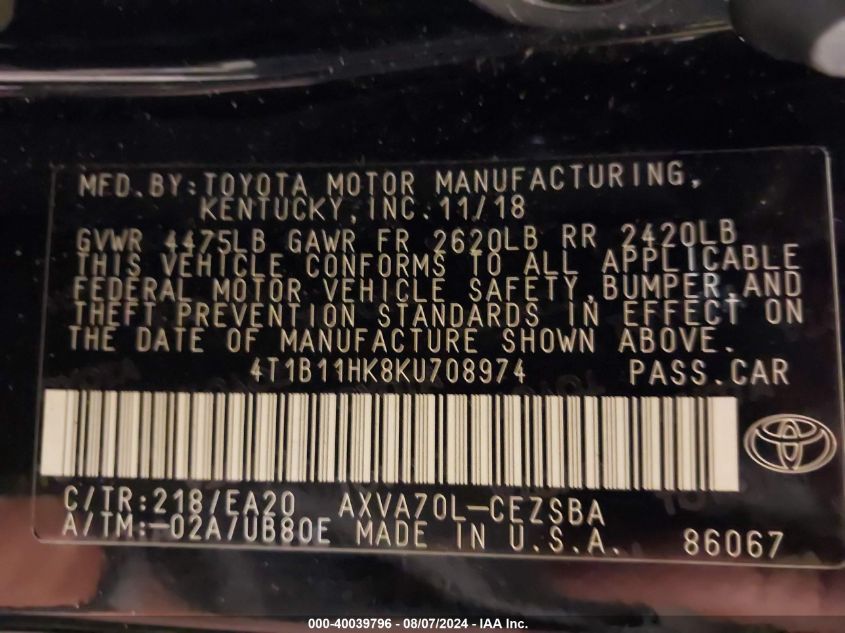 MFD.BY:TOYOTA MOTOR MANUFACTURING,
KENTUCKY,INC.11/18
GVWR 4475LB GAWR FR 2620LB RR 2420LB
THIS VEHICLE CONFORMS TO ALL APPLICABLE
FEDERAL MOTOR VEHICLE SAFETY,BUMPER,AND
THEFT PREVENTION STANDARDS IN EFFECT ON
THE DATE OF MANUFACTURE SHOWN ABOVE.
4T1B11HK8KU708974 PASS.CAR
C/TR:218/EA20 AXVA70L-CEZSBA
A/TM:-02A/UB80E MADE IN U.S.A. 86067
000-40039796 - 08/07/2024 - IAA Inc.